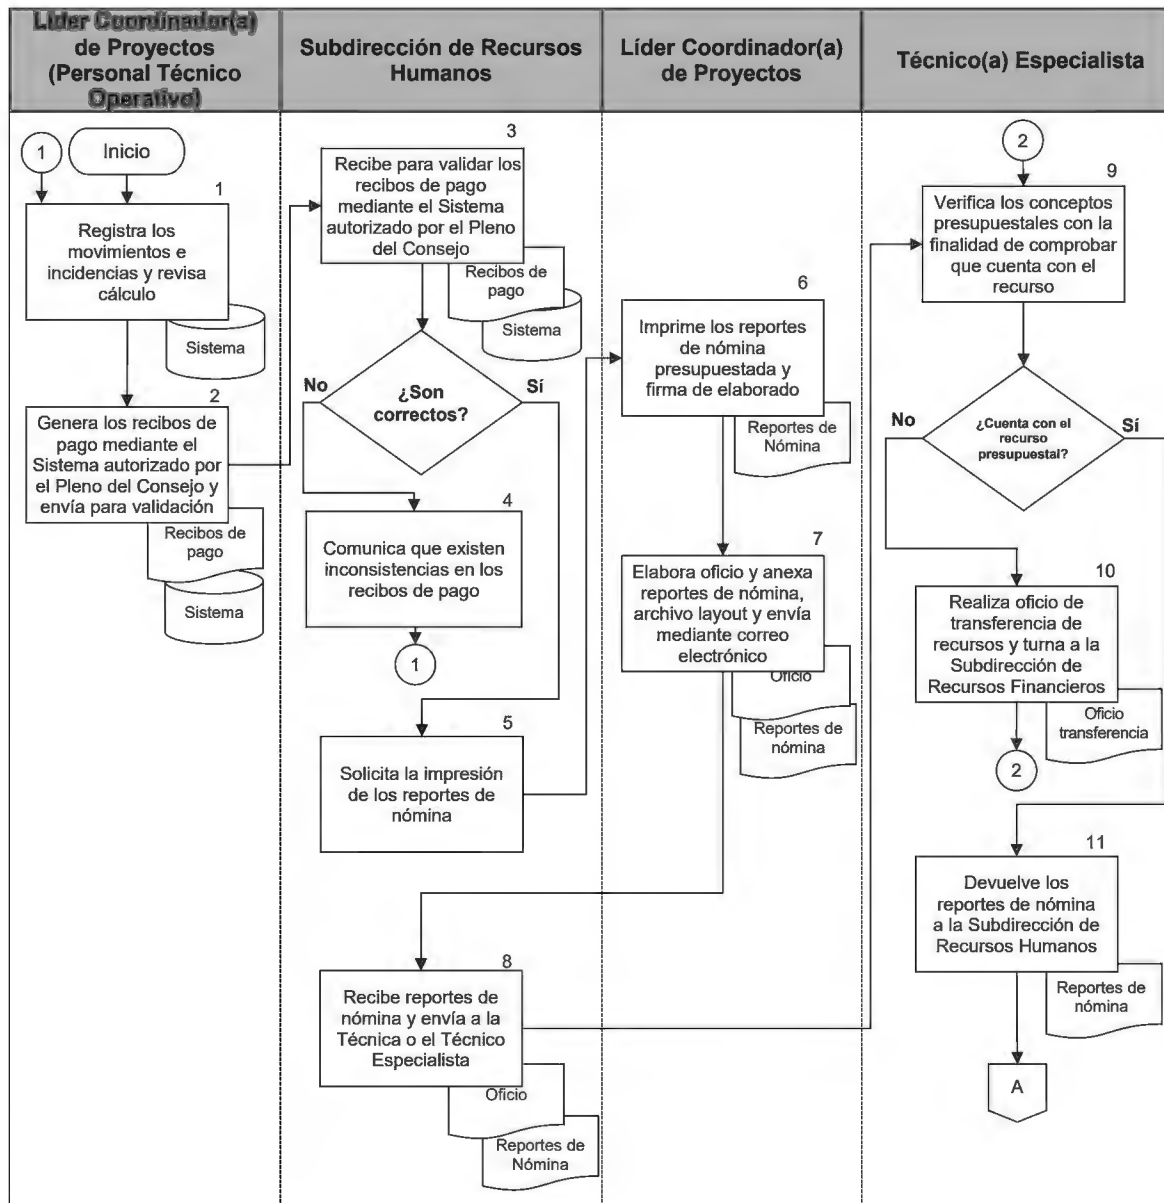 Líder Coordinador(a)
de Proyectos
(Personal Técnico
Operativo)
Subdirección de Recursos
Humanos
Líder Coordinador(a)
de Proyectos
Técnico(a) Especialista
1
Inicio
1
Registra los
movimientos e
incidencias y revisa
cálculo
Sistema
2
Genera los recibos de
pago mediante el
Sistema autorizado por
el Pleno del Consejo y
envía para validación
Recibos de
pago
Sistema
3
Recibe para validar los
recibos de pago
mediante el Sistema
autorizado por el Pleno
del Consejo
Recibos de
pago
Sistema
No
¿Son
correctos?
Sí
4
Comunica que existen
inconsistencias en los
recibos de pago
1
5
Solicita la impresión
de los reportes de
nómina
6
Imprime los reportes
de nómina
presupuestada y
firma de elaborado
Reportes de
Nómina
7
Elabora oficio y anexa
reportes de nómina,
archivo layout y envía
mediante correo
electrónico
Oficio
Reportes de
nómina
8
Recibe reportes de
nómina y envía a la
Técnica o el Técnico
Especialista
Oficio
Reportes de
Nómina
2
9
Verifica los conceptos
presupuestales con la
finalidad de comprobar
que cuenta con el
recurso
No
¿Cuenta con el
recurso
presupuestal?
Sí
10
Realiza oficio de
transferencia de
recursos y turna a la
Subdirección de
Recursos Financieros
Oficio
transferencia
2
11
Devuelve los
reportes de nómina
a la Subdirección de
Recursos Humanos
Reportes de
nómina
A